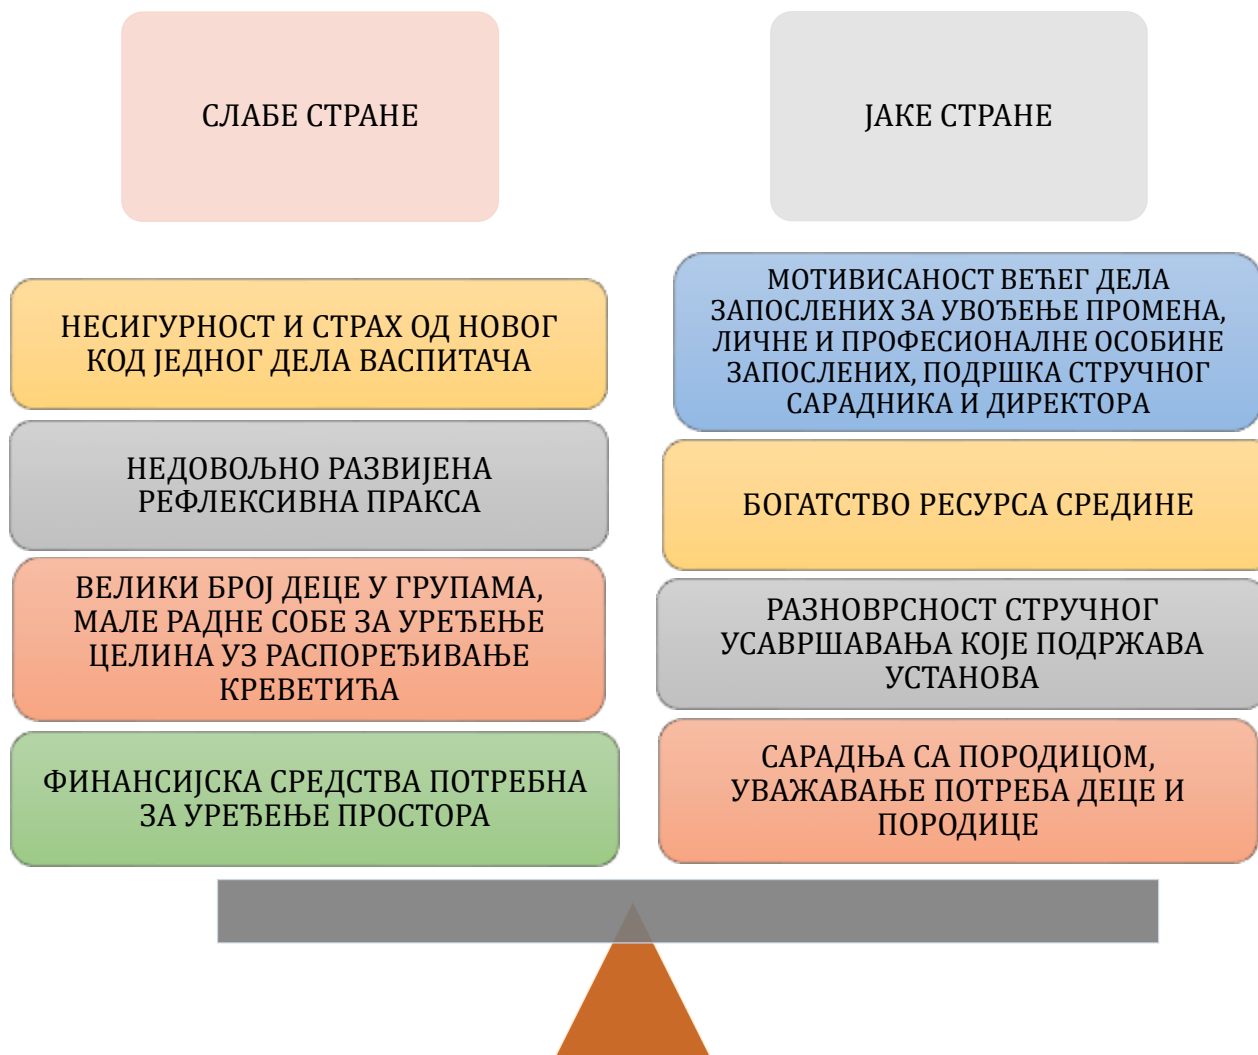 СЛАБЕ СТРАНЕ
ЈАКЕ СТРАНЕ
НЕСИГУРНОСТ И СТРАХ ОД НОВОГ
КОД ЈЕДНОГ ДЕЛА ВАСПИТАЧА
НЕДОВОЉНО РАЗВИЈЕНА
РЕФЛЕКСИВНА ПРАКСА
ВЕЛИКИ БРОЈ ДЕЦЕ У ГРУПАМА,
МАЛЕ РАДНЕ СОБЕ ЗА УРЕЂЕЊЕ
ЦЕЛИНА УЗ РАСПОРЕЂИВАЊЕ
КРЕВЕТИЋА
ФИНАНСИЈСКА СРЕДСТВА ПОТРЕБНА
ЗА УРЕЂЕЊЕ ПРОСТОРА
МОТИВИСАНОСТ ВЕЋЕГ ДЕЛА
ЗАПОСЛЕНИХ ЗА УВОЂЕЊЕ ПРОМЕНА,
ЛИЧНЕ И ПРОФЕСИОНАЛНЕ ОСОБИНЕ
ЗАПОСЛЕНИХ, ПОДРШКА СТРУЧНОГ
САРАДНИКА И ДИРЕКТОРА
БОГАТСТВО РЕСУРСА СРЕДИНЕ
РАЗНОВРСНОСТ СТРУЧНОГ
УСАВРШАВАЊА КОЈЕ ПОДРЖАВА
УСТАНОВА
САРАДЊА СА ПОРОДИЦОМ,
УВАЖАВАЊЕ ПОТРЕБА ДЕЦЕ И
ПОРОДИЦЕ